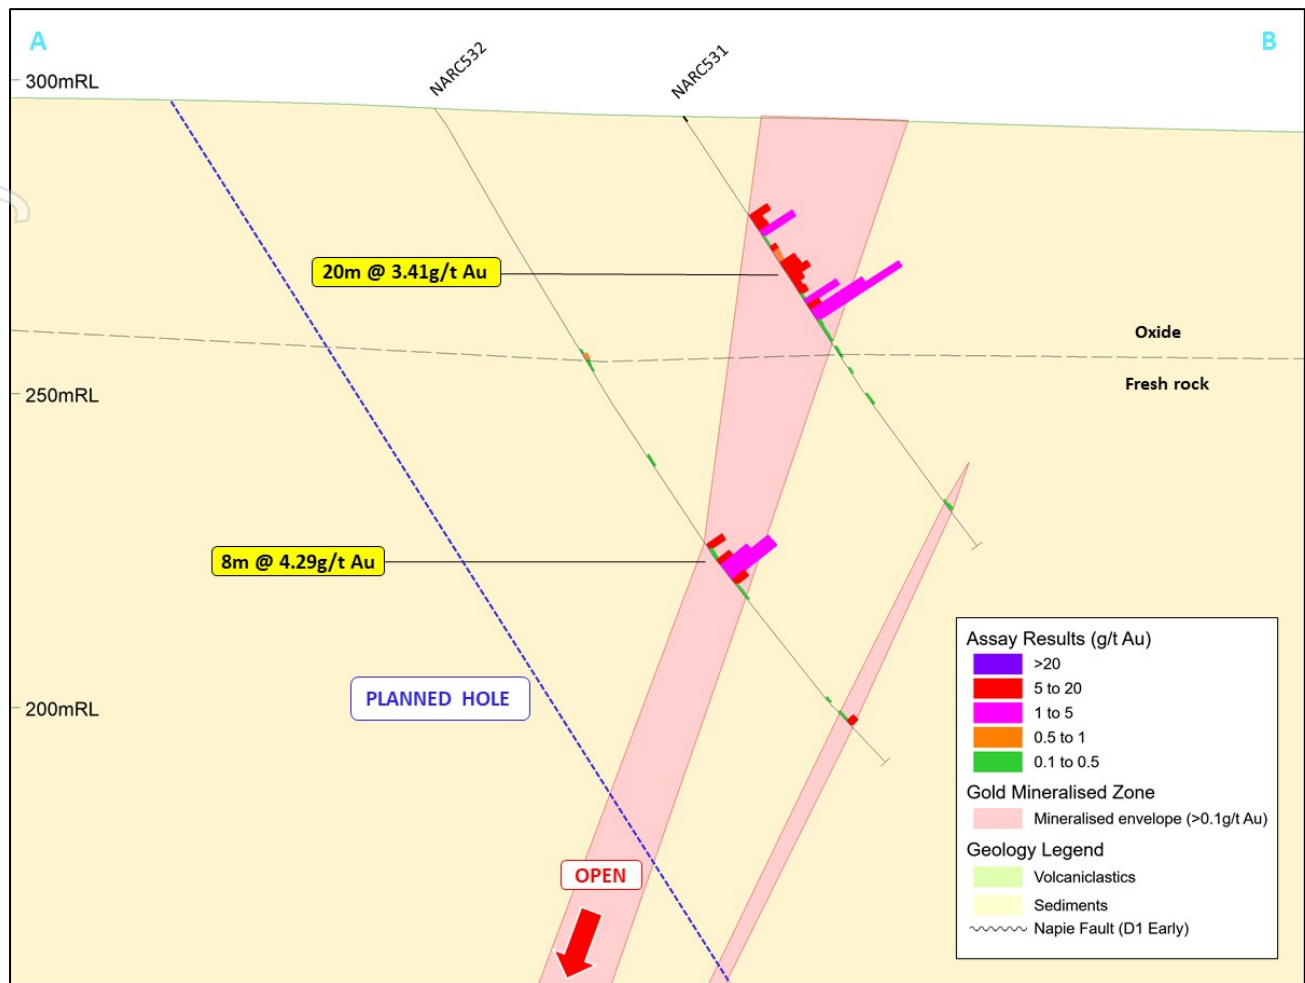 A
B
NARC532
NARC531
300mRL
20m @ 3.41g/t Au
Oxide
Fresh rock
250mRL
8m @ 4.29g/t Au
PLANNED HOLE
200mRL
OPEN
Assay Results (g/t Au)
>20
5 to 20
1 to 5
0.5 to 1
0.1 to 0.5
Gold Mineralised Zone
Mineralised envelope (>0.1g/t Au)
Geology Legend
Volcaniclastics
Sediments
Napie Fault (D1 Early)